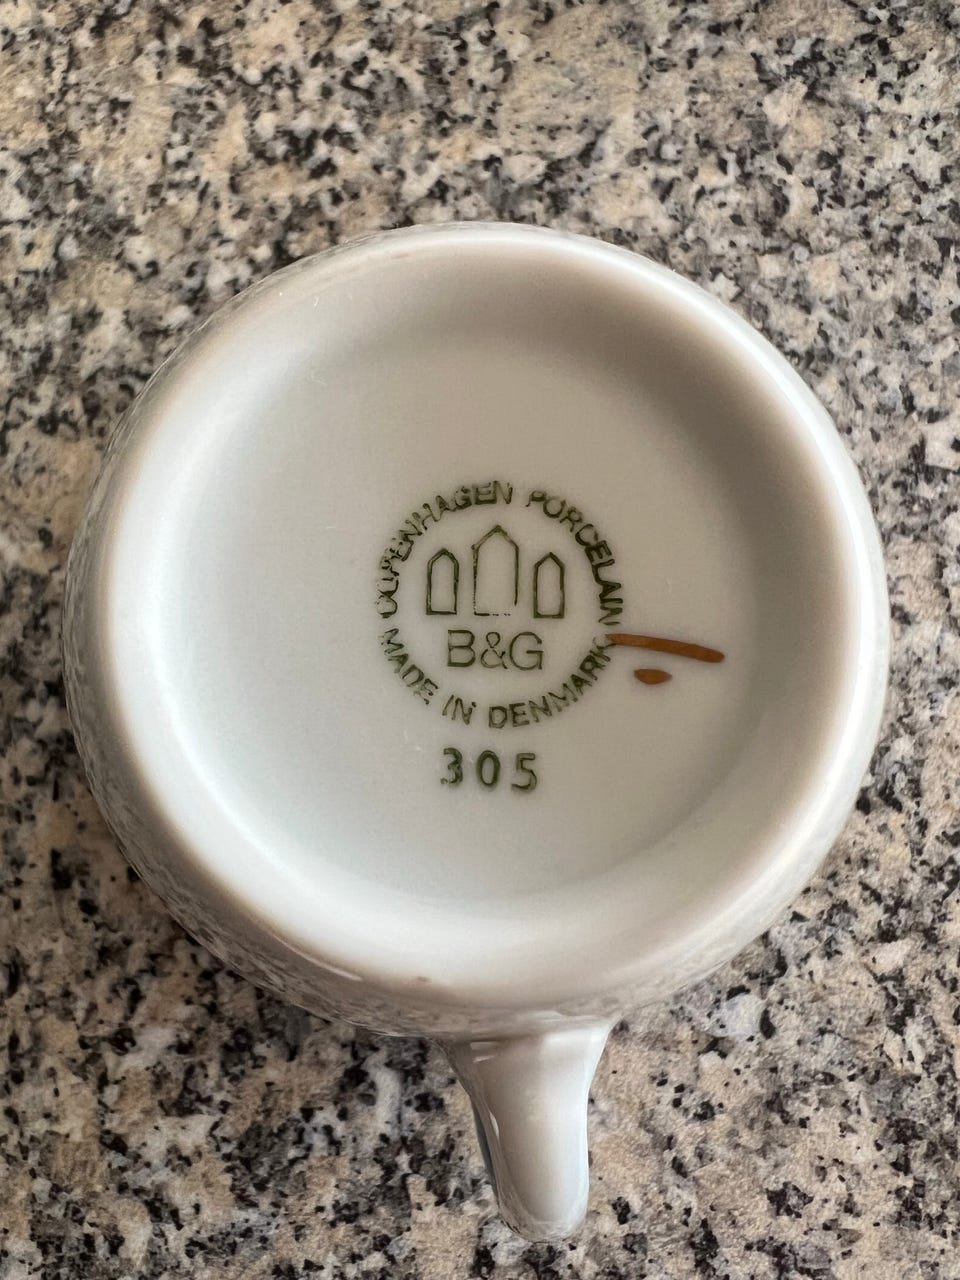 COPENHAGEN PORCELAIN
B&G
MADE IN DENMARK
305